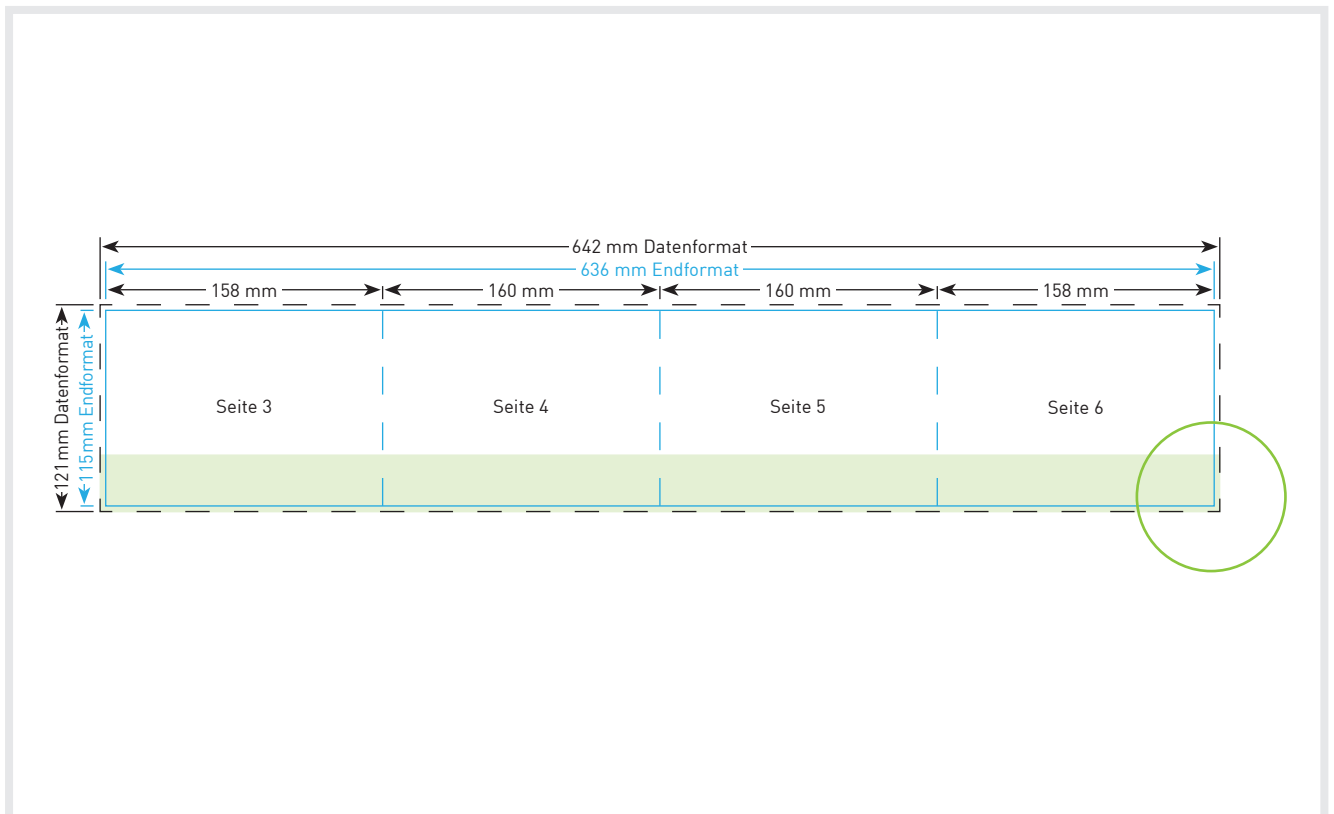 642 mm Datenformat
636 mm Endformat
158 mm
160 mm
160 mm
158 mm
121 mm Datenformat
115 mm Endformat
Seite 3
Seite 4
Seite 5
Seite 6